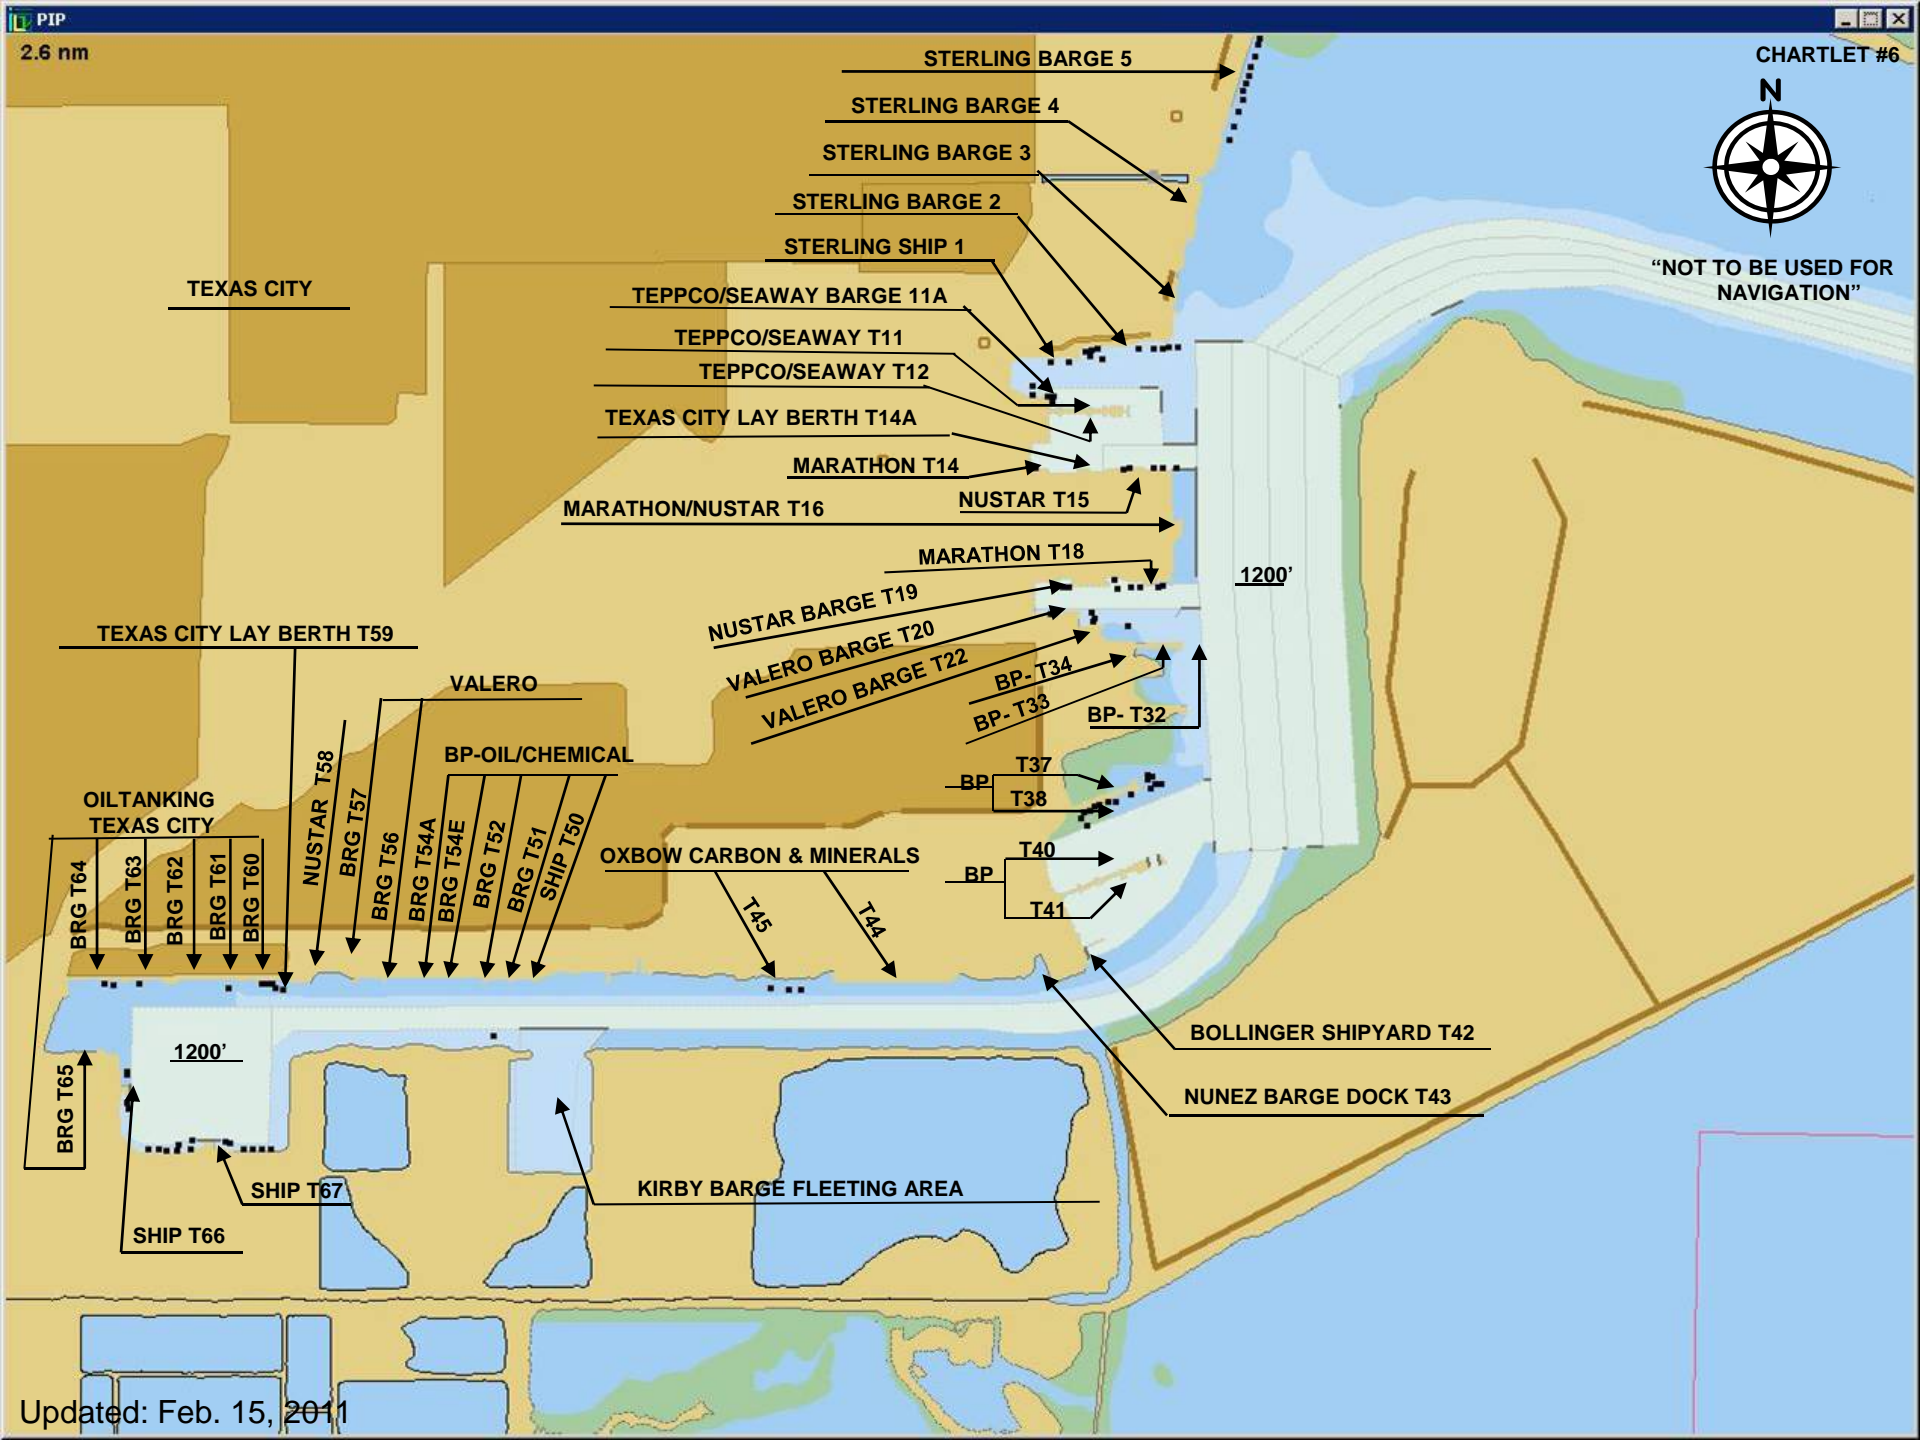 PIP
2.6 nm
CHARTLET #6
N
“NOT TO BE USED FOR
NAVIGATION”
STERLING BARGE 5
STERLING BARGE 4
STERLING BARGE 3
STERLING BARGE 2
STERLING SHIP 1
TEXAS CITY
TEPPCO/SEAWAY BARGE 11A
TEPPCO/SEAWAY T11
TEPPCO/SEAWAY T12
TEXAS CITY LAY BERTH T14A
MARATHON T14
NUSTAR T15
MARATHON/NUSTAR T16
MARATHON T18
1200’
NUSTAR BARGE T19
VALERO BARGE T20
VALERO BARGE T22
BP- T34
BP- T33
BP- T32
TEXAS CITY LAY BERTH T59
VALERO
BP-OIL/CHEMICAL
BP
T37
T38
OILTANKING
TEXAS CITY
BRG T64
BRG T63
BRG T62
BRG T61
BRG T60
NUSTAR T58
BRG T57
BRG T56
BRG T54A
BRG T54E
BRG T52
BRG T51
SHIP T50
OXBOW CARBON & MINERALS
T45
T44
BP
T40
T41
BOLLINGER SHIPYARD T42
NUNEZ BARGE DOCK T43
1200’
BRG T65
SHIP T67
SHIP T66
KIRBY BARGE FLEETING AREA
Updated: Feb. 15, 2011